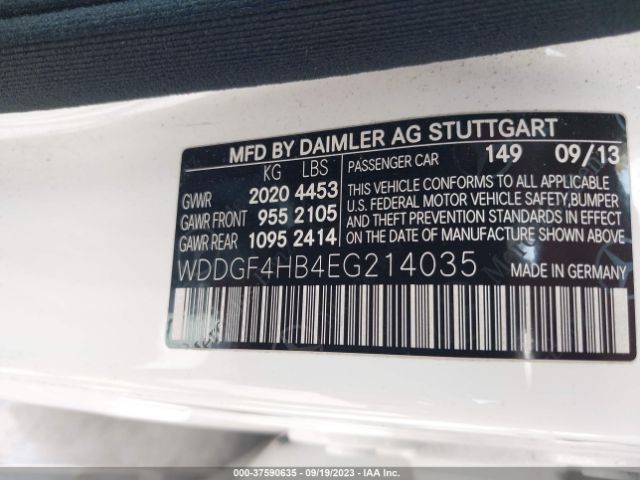 MFD BY DAIMLER AG STUTTGART
KG LBS PASSENGER CAR 149 09/13
GVWR 2020 4453
GAWR FRONT 955 2105
GAWR REAR 1095 2414
THIS VEHICLE CONFORMS TO ALL APPLICABLE
U.S. FEDERAL MOTOR VEHICLE SAFETY, BUMPER
AND THEFT PREVENTION STANDARDS IN EFFECT
ON THE DATE OF MANUFACTURE SHOWN ABOVE
WDDGF4HB4EG214035 MADE IN GERMANY
000-37590635 - 09/19/2023 - IAA Inc.